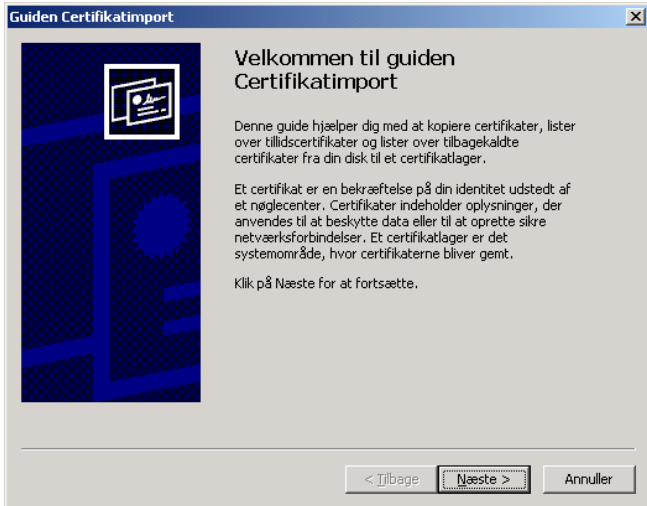 Guiden Certifikatimport
Velkommen til guiden
Certifikatimport
Denne guide hjælper dig med at kopiere certifikater, lister
over tillidscertifikater og lister over tilbagekaldte
certifikater fra din disk til et certifikatlager.
Et certifikat er en bekræftelse på din identitet udstedt af
et nøglecenter. Certifikater indeholder oplysninger, der
anvendes til at beskytte data eller til at oprette sikre
netværksforbindelser. Et certifikatlager er det
systemområde, hvor certifikaterne bliver gemt.
Klik på Næste for at fortsætte.
< Tilbage Næste > Annuller